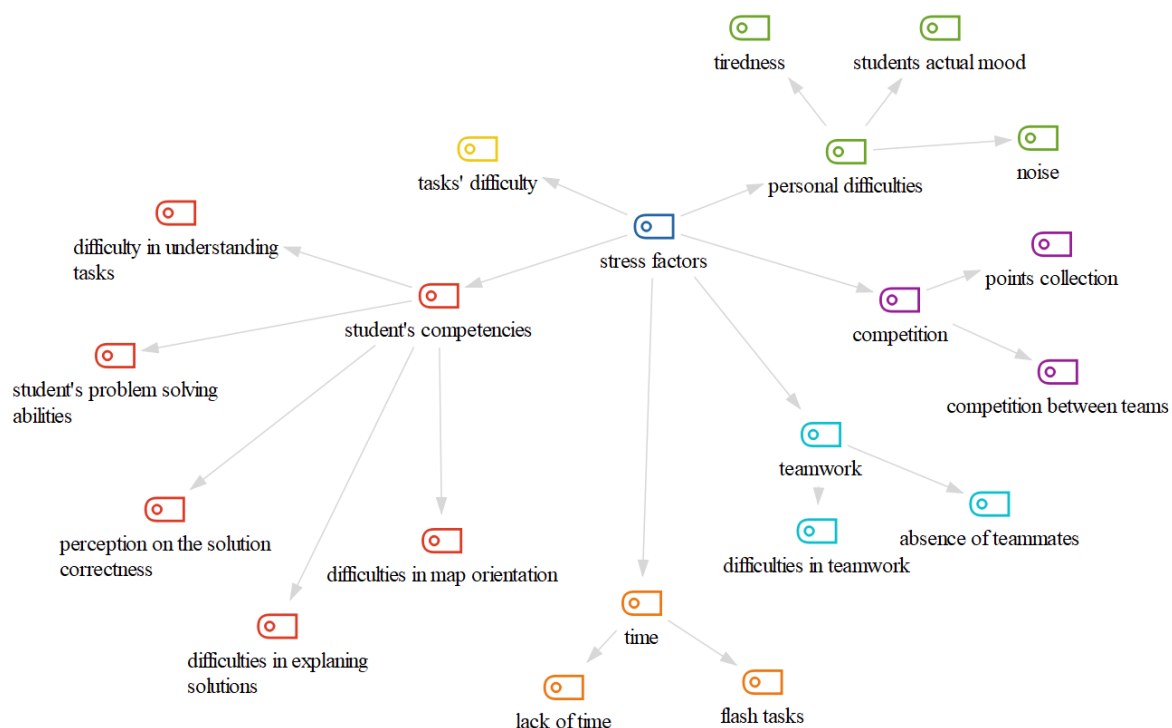 tiredness
students actual mood
tasks' difficulty
personal difficulties
noise
difficulty in understanding
tasks
stress factors
points collection
student's competencies
competition
student's problem solving
abilities
competition between teams
teamwork
perception on the solution
correctness
difficulties in map orientation
difficulties in teamwork
absence of teammates
time
difficulties in explaning
solutions
lack of time
flash tasks